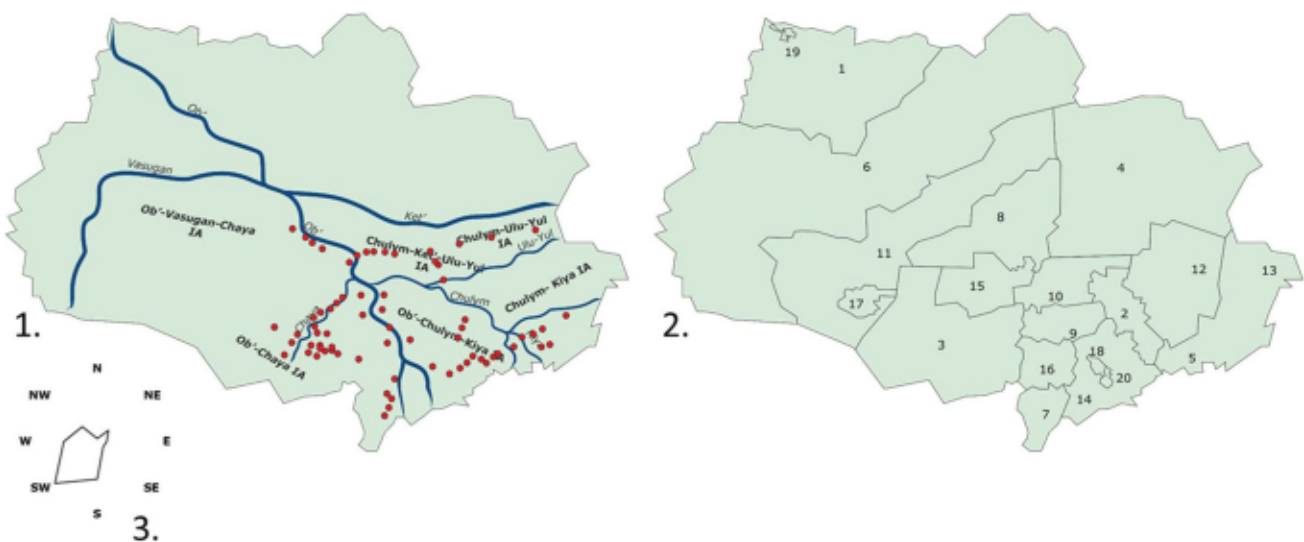 Ob'
Vasugan
Ob'-Vasugan-Chaya
IA
Ket'
Ob'
Chulym-Ulu-Yul
IA
Chulym-Ket'-Ulu-Yul
IA
Ulu-Yul
Chulym
Chulym- Kiya IA
Chaya
Ob'-Chulym-Kiya IA
Ob'-Chaya IA
1.
N
NW
NE
W
E
SW
SE
S
3.
19
1
6
4
8
11
12
13
15
17
10
2
9
3
18
5
16
20
14
7
2.